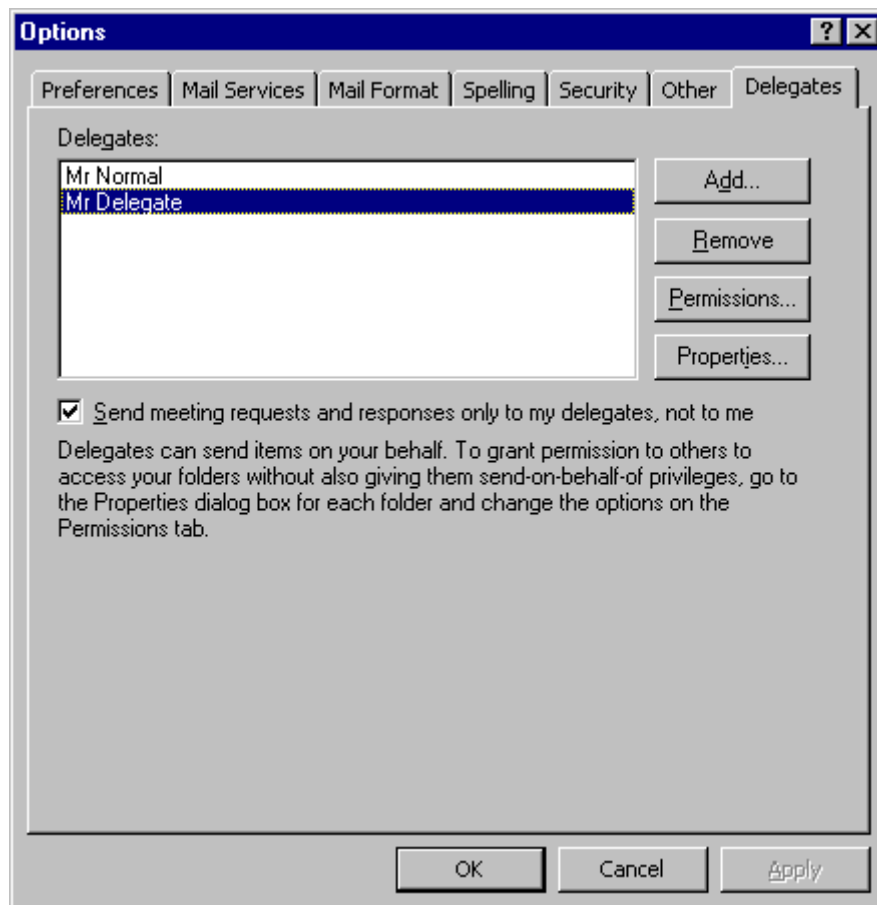 Options
Preferences Mail Services Mail Format Spelling Security Other Delegates
Delegates:
Mr Normal
Mr Delegate
Add...
Remove
Permissions...
Properties...
Send meeting requests and responses only to my delegates, not to me
Delegates can send items on your behalf. To grant permission to others to
access your folders without also giving them send-on-behalf-of privileges, go to
the Properties dialog box for each folder and change the options on the
Permissions tab.
OK Cancel Apply